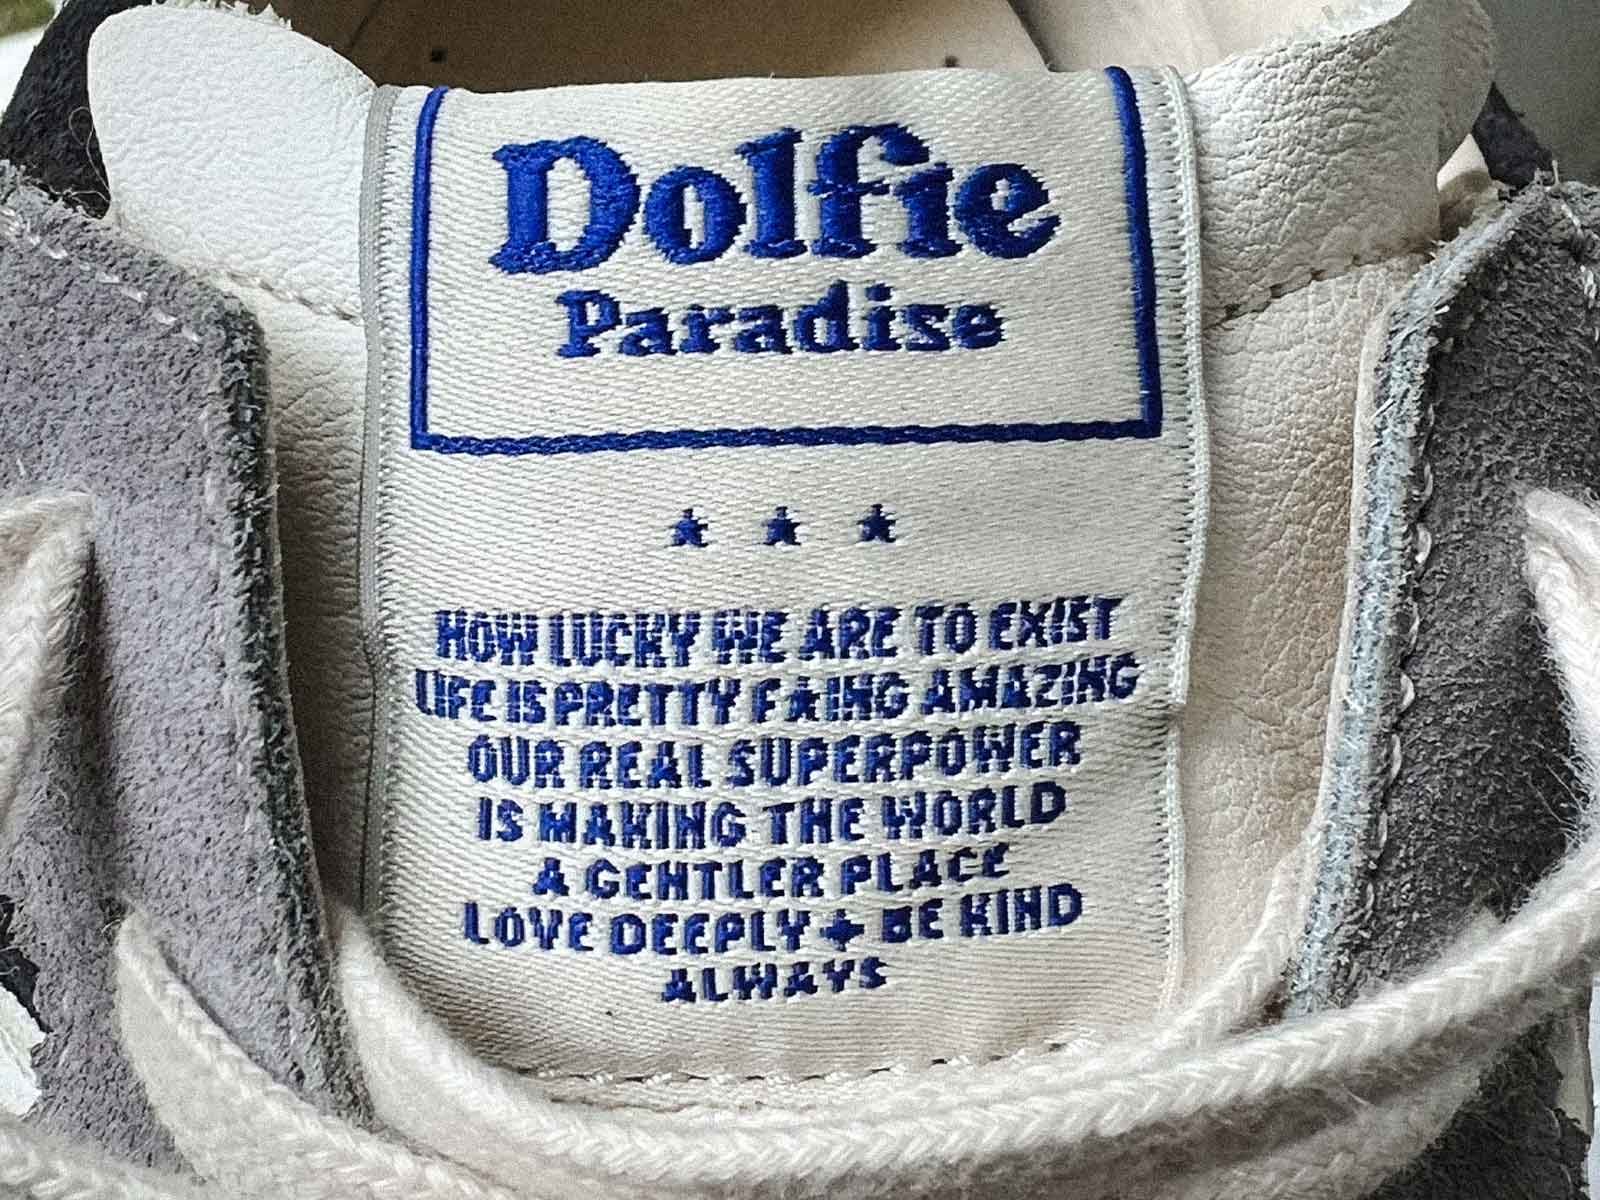 Dolfie
Paradise
★ ★ ★
HOW LUCKY WE ARE TO EXIST
LIFE IS PRETTY F★ING AMAZING
OUR REAL SUPERPOWER
IS MAKING THE WORLD
A GENTLER PLACE
LOVE DEEPLY + BE KIND
ALWAYS